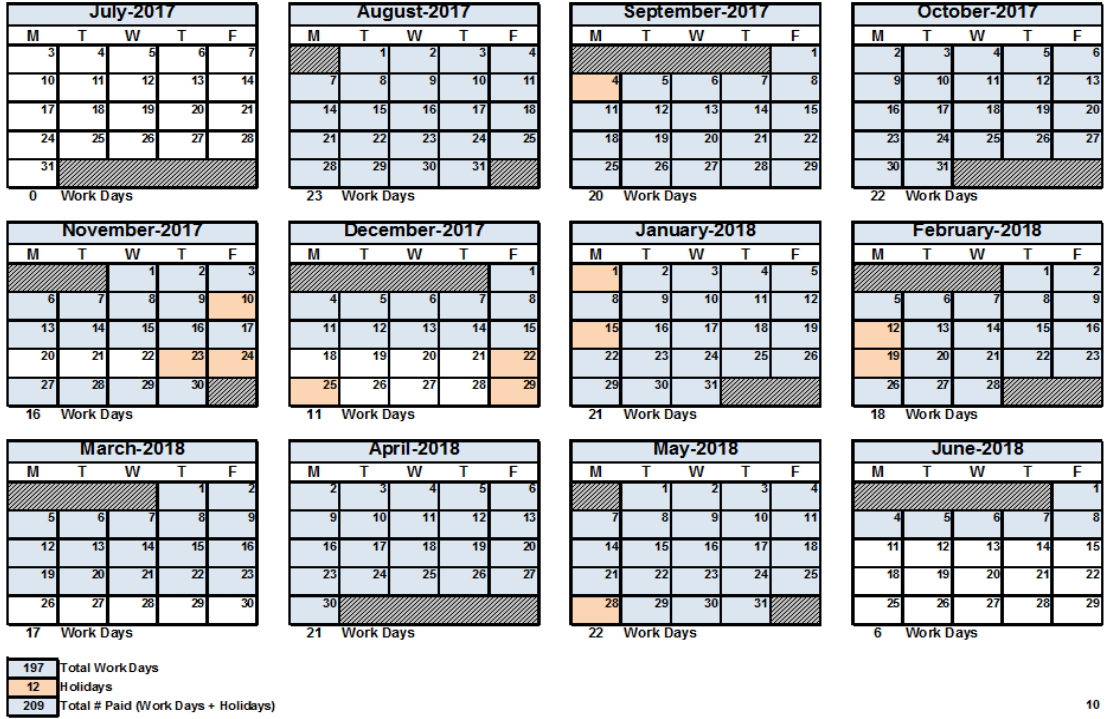 July-2017 August-2017 September-2017 October-2017
M T W T F M T W T F M T W T F M T W T F
3 4 5 6 7 1 2 3 4 1 2 3 4 5 6
10 11 12 13 14 7 8 9 10 11 4 5 6 7 8 9 10 11 12 13
17 18 19 20 21 14 15 16 17 18 11 12 13 14 15 16 17 18 19 20
24 25 26 27 28 21 22 23 24 25 18 19 20 21 22 23 24 25 26 27
31 28 29 30 31 25 26 27 28 29 30 31
0 Work Days 23 Work Days 20 Work Days 22 Work Days
November-2017 December-2017 January-2018 February-2018
M T W T F M T W T F M T W T F M T W T F
1 2 3 1 1 2 3 4 5 1 2
6 7 8 9 10 4 5 6 7 8 8 9 10 11 12 5 6 7 8 9
13 14 15 16 17 11 12 13 14 15 15 16 17 18 19 12 13 14 15 16
20 21 22 23 24 18 19 20 21 22 22 23 24 25 26 19 20 21 22 23
27 28 29 30 25 26 27 28 29 29 30 31 26 27 28
16 Work Days 11 Work Days 21 Work Days 18 Work Days
March-2018 April-2018 May-2018 June-2018
M T W T F M T W T F M T W T F M T W T F
1 2 2 3 4 5 6 1 2 3 4 1
5 6 7 8 9 9 10 11 12 13 7 8 9 10 11 4 5 6 7 8
12 13 14 15 16 16 17 18 19 20 14 15 16 17 18 11 12 13 14 15
19 20 21 22 23 23 24 25 26 27 21 22 23 24 25 18 19 20 21 22
26 27 28 29 30 30 28 29 30 31 25 26 27 28 29
17 Work Days 21 Work Days 22 Work Days 6 Work Days
197 Total Work Days
12 Holidays
209 Total # Paid (Work Days + Holidays) 10